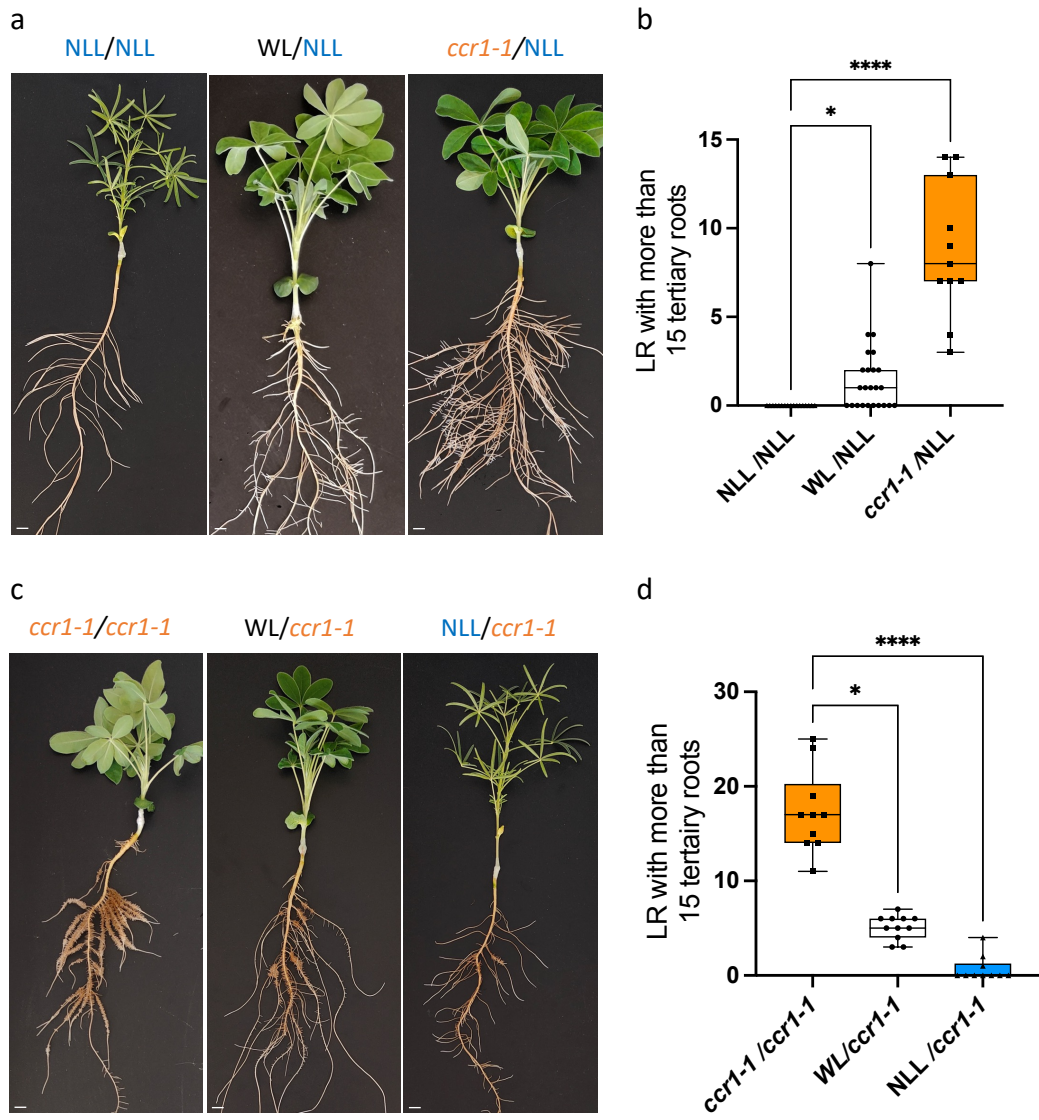 a
NLL/NLL
WL/NLL
ccr1-1/NLL
b
****
*
LR with more than
15 tertiary roots
15
10
5
0
NLL /NLL
WL /NLL
ccr1-1 /NLL
c
ccr1-1/ccr1-1
WL/ccr1-1
NLL/ccr1-1
d
****
*
LR with more than
15 tertairy roots
30
20
10
0
ccr1-1 /ccr1-1
WL/ccr1-1
NLL /ccr1-1